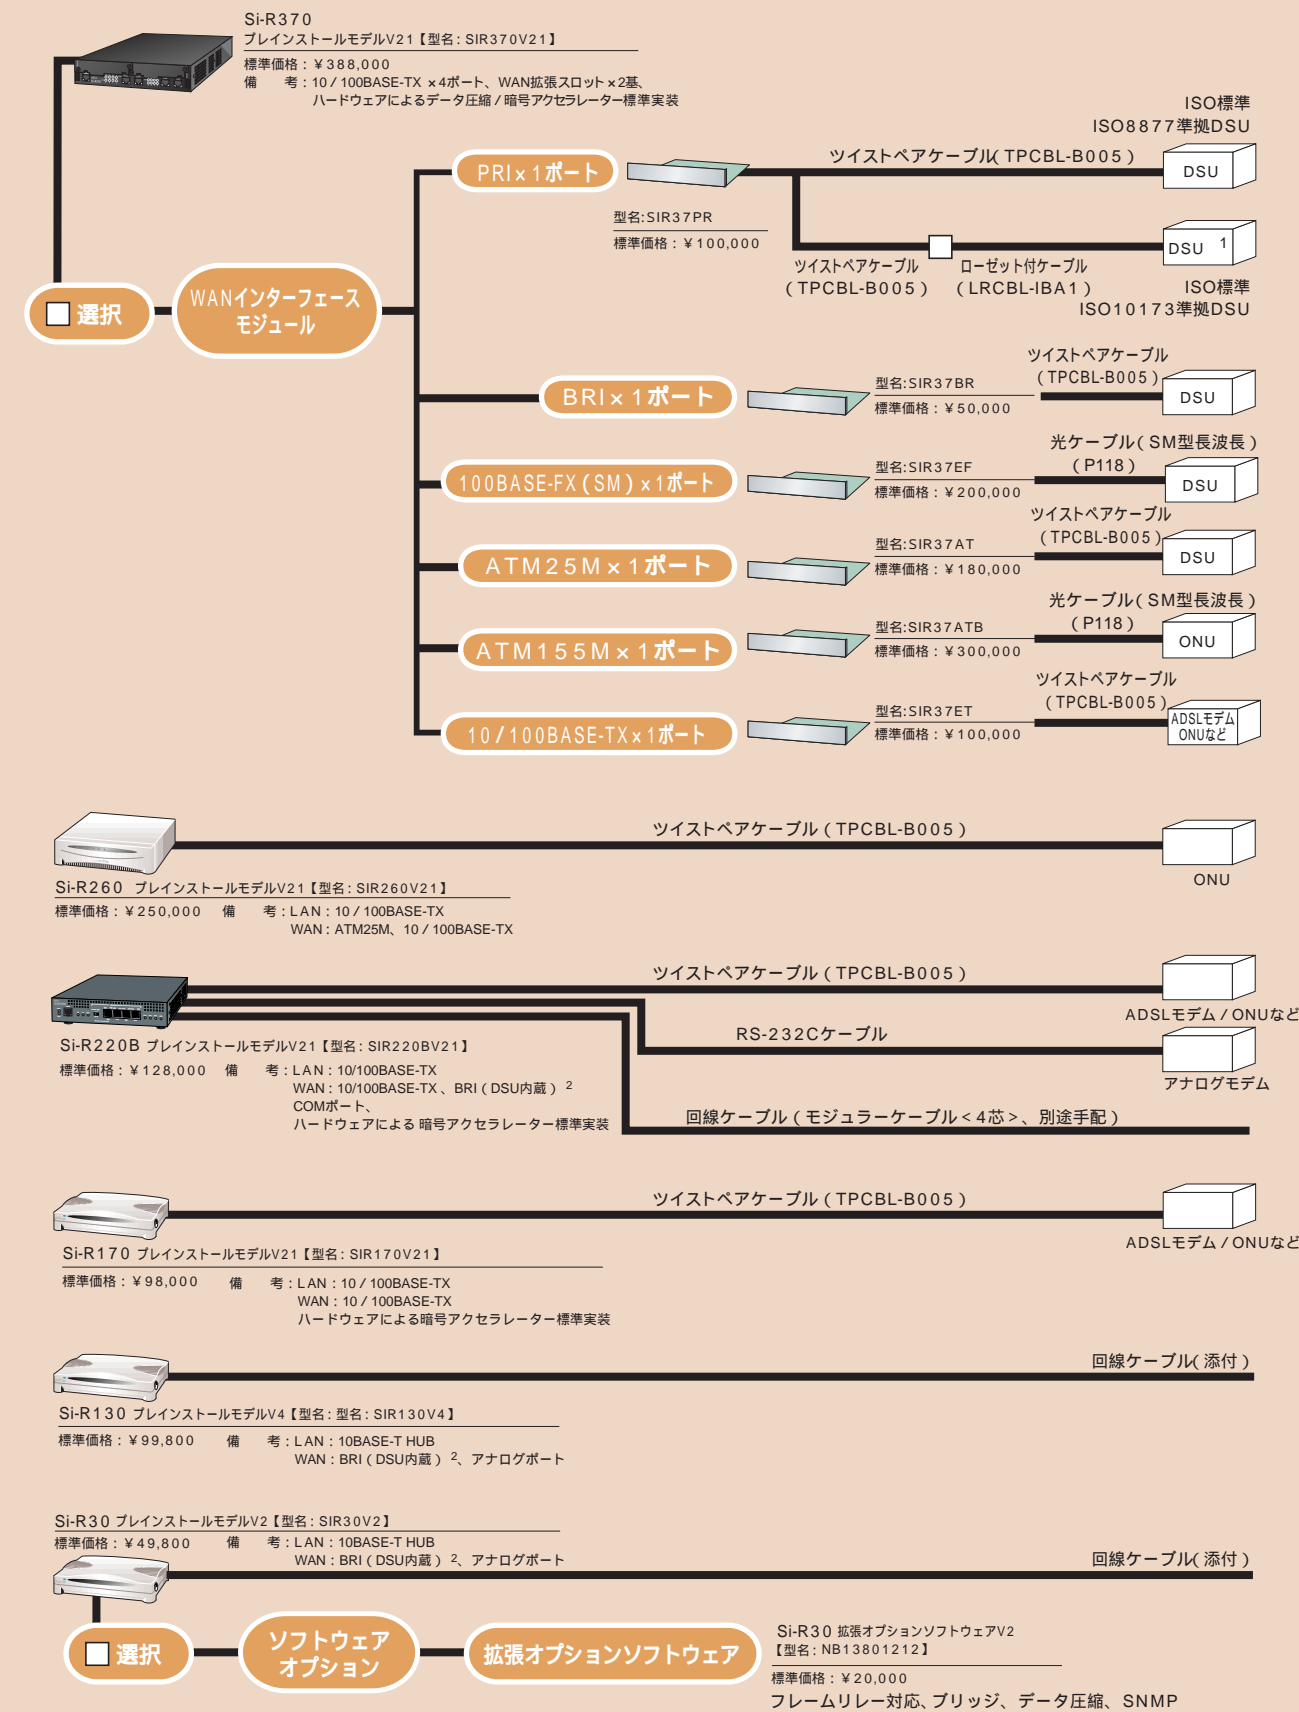 Si-R370
プレインストールモデルV21【型名：SIR370V21】
標準価格：￥388,000
備　考：10／100BASE-TX ×4ポート、WAN拡張スロット×2基、
ハードウェアによるデータ圧縮／暗号アクセラレーター標準実装
ISO標準
ISO8877準拠DSU
PRI×1ポート
ツイストペアケーブル（TPCBL-B005）
DSU
型名:SIR37PR
標準価格：￥100,000
DSU 1
ツイストペアケーブル
（TPCBL-B005）
ローゼット付ケーブル
（LRCBL-IBA1）
ISO標準
ISO10173準拠DSU
□選択
WANインターフェース
モジュール
BRI×1ポート
型名:SIR37BR
標準価格：￥50,000
ツイストペアケーブル
（TPCBL-B005）
DSU
100BASE-FX（SM）×1ポート
型名:SIR37EF
標準価格：￥200,000
光ケーブル（SM型長波長）
（P118）
DSU
ATM25M×1ポート
型名:SIR37AT
標準価格：￥180,000
ツイストペアケーブル
（TPCBL-B005）
DSU
ATM155M×1ポート
型名:SIR37ATB
標準価格：￥300,000
光ケーブル（SM型長波長）
（P118）
ONU
10/100BASE-TX×1ポート
型名:SIR37ET
標準価格：￥100,000
ツイストペアケーブル
（TPCBL-B005）
ADSLモデム
ONUなど
ツイストペアケーブル（TPCBL-B005）
ONU
Si-R260 プレインストールモデルV21【型名：SIR260V21】
標準価格：￥250,000　備　考：LAN：10／100BASE-TX
WAN：ATM25M、10／100BASE-TX
ツイストペアケーブル（TPCBL-B005）
ADSLモデム／ONUなど
RS-232Cケーブル
アナログモデム
Si-R220B プレインストールモデルV21【型名：SIR220BV21】
標準価格：￥128,000　備　考：LAN：10/100BASE-TX
WAN：10/100BASE-TX 、BRI（DSU内蔵） 2
COMポート、
ハードウェアによる 暗号アクセラレーター標準実装
回線ケーブル（モジュラーケーブル＜4芯＞、別途手配）
ツイストペアケーブル（TPCBL-B005）
ADSLモデム／ONUなど
Si-R170 プレインストールモデルV21【型名：SIR170V21】
標準価格：￥98,000　備　考：LAN：10／100BASE-TX
WAN：10／100BASE-TX
ハードウェアによる暗号アクセラレーター標準実装
回線ケーブル（添付）
Si-R130 プレインストールモデルV4【型名：型名：SIR130V4】
標準価格：￥99,800　備　考：LAN：10BASE-T HUB
WAN：BRI（DSU内蔵） 2、アナログポート
Si-R30 プレインストールモデルV2【型名：SIR30V2】
標準価格：￥49,800　備　考：LAN：10BASE-T HUB
WAN：BRI（DSU内蔵） 2、アナログポート
回線ケーブル（添付）
□選択
ソフトウェア
オプション
拡張オプションソフトウェア
Si-R30 拡張オプションソフトウェアV2
【型名：NB13801212】
標準価格：￥20,000
フレームリレー対応、ブリッジ、データ圧縮、SNMP